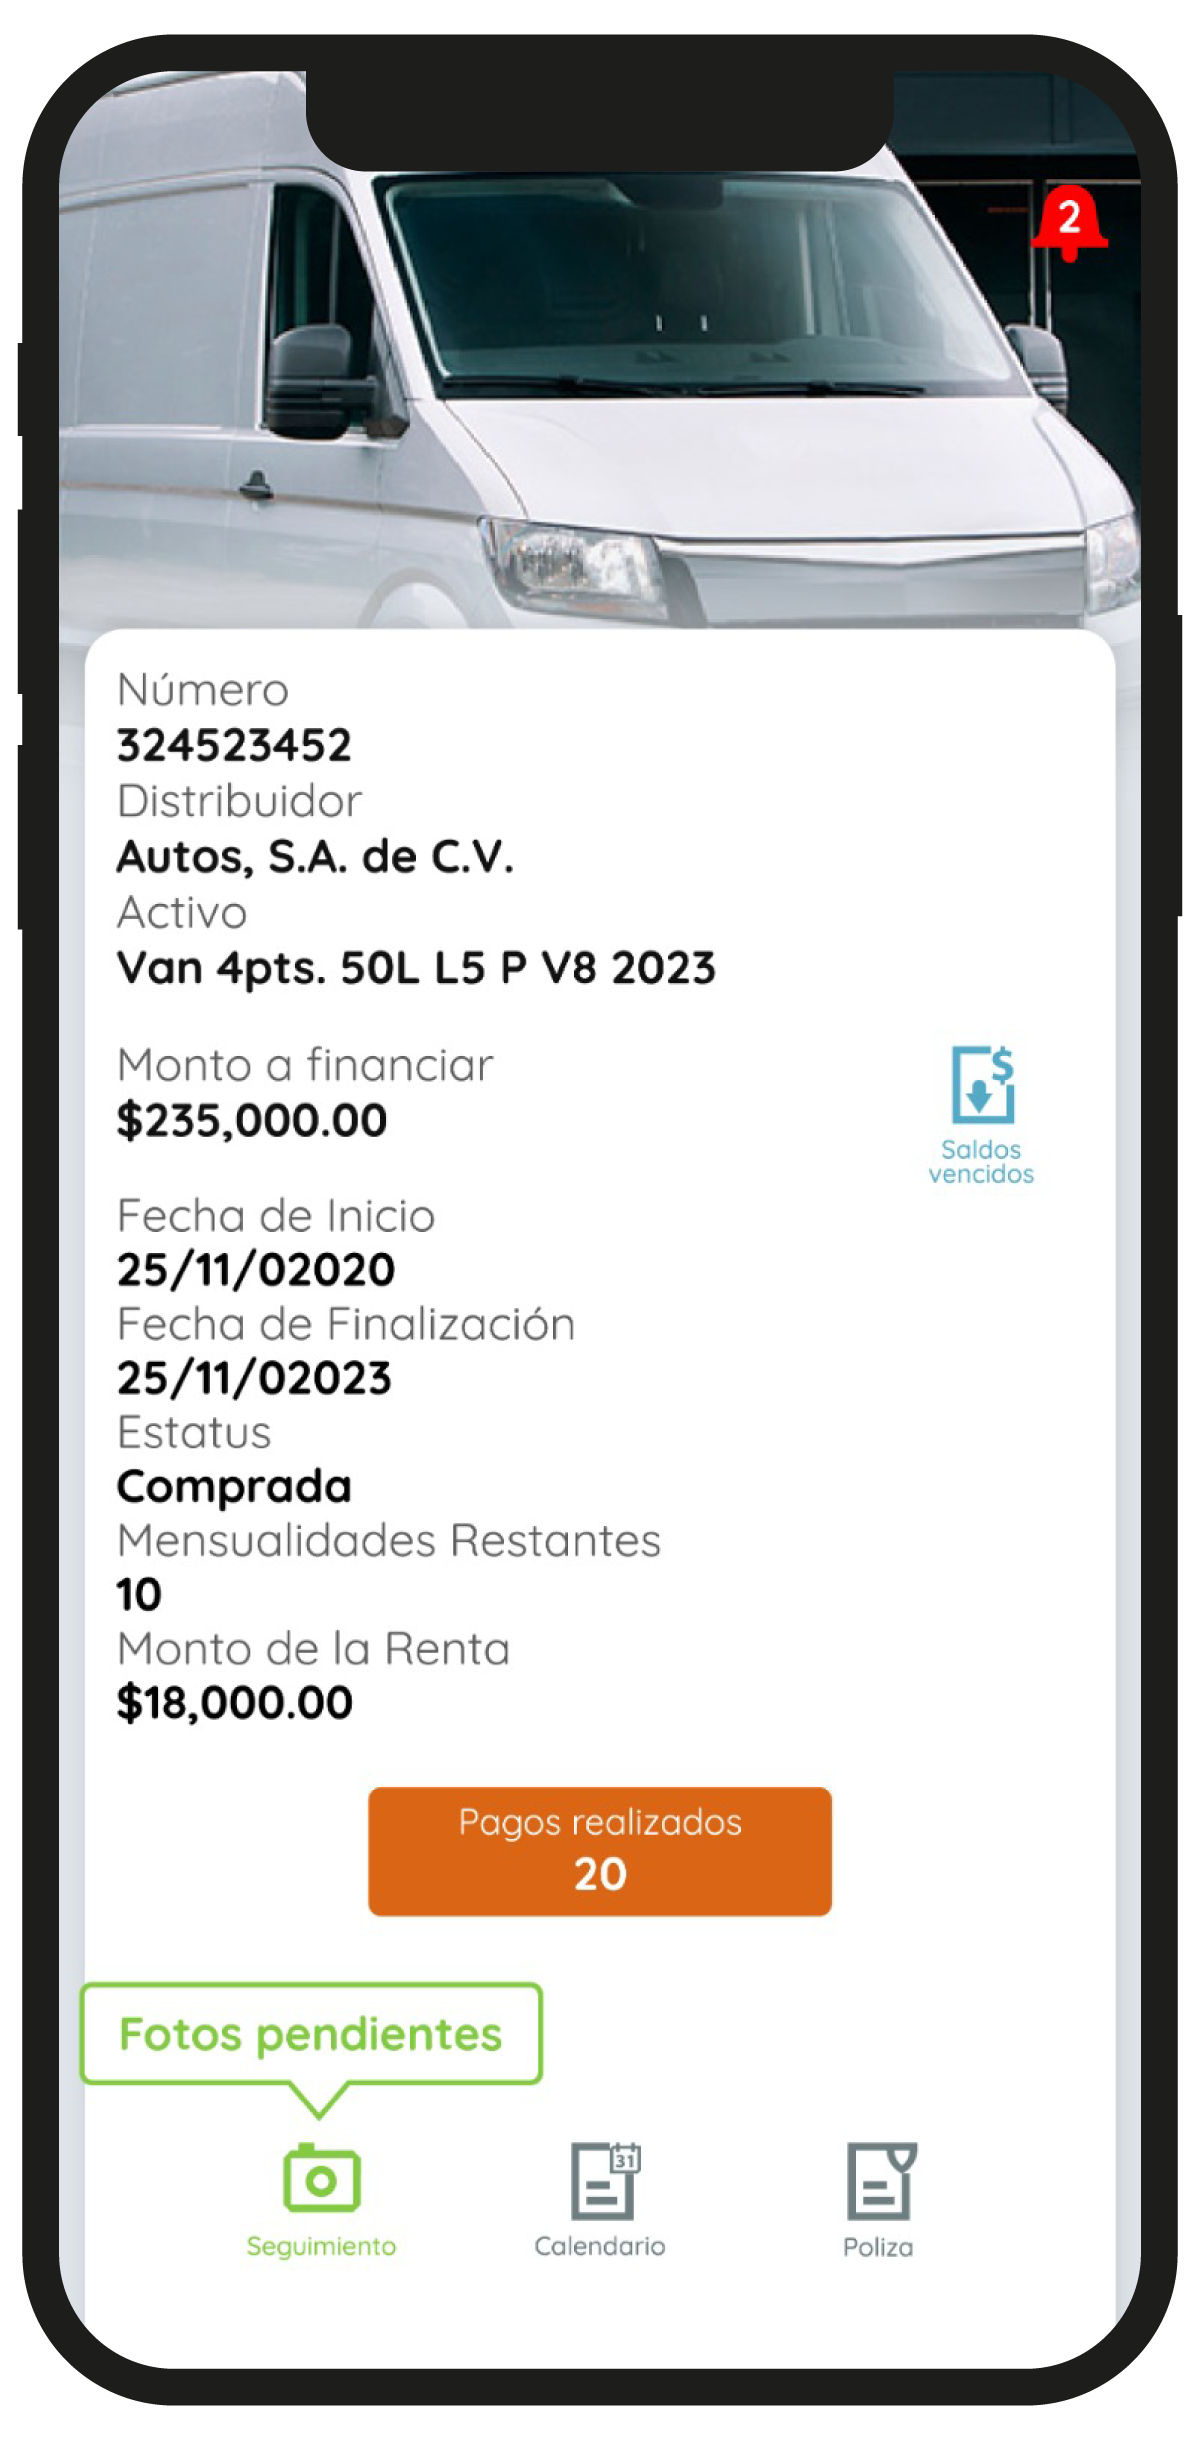 2
Número
324523452
Distribuidor
Autos, S.A. de C.V.
Activo
Van 4pts. 50L L5 P V8 2023
Monto a financiar
$235,000.00
$
Saldos
vencidos
Fecha de Inicio
25/11/02020
Fecha de Finalización
25/11/02023
Estatus
Comprada
Mensualidades Restantes
10
Monto de la Renta
$18,000.00
Pagos realizados
20
Fotos pendientes
31
Seguimiento
Calendario
Poliza